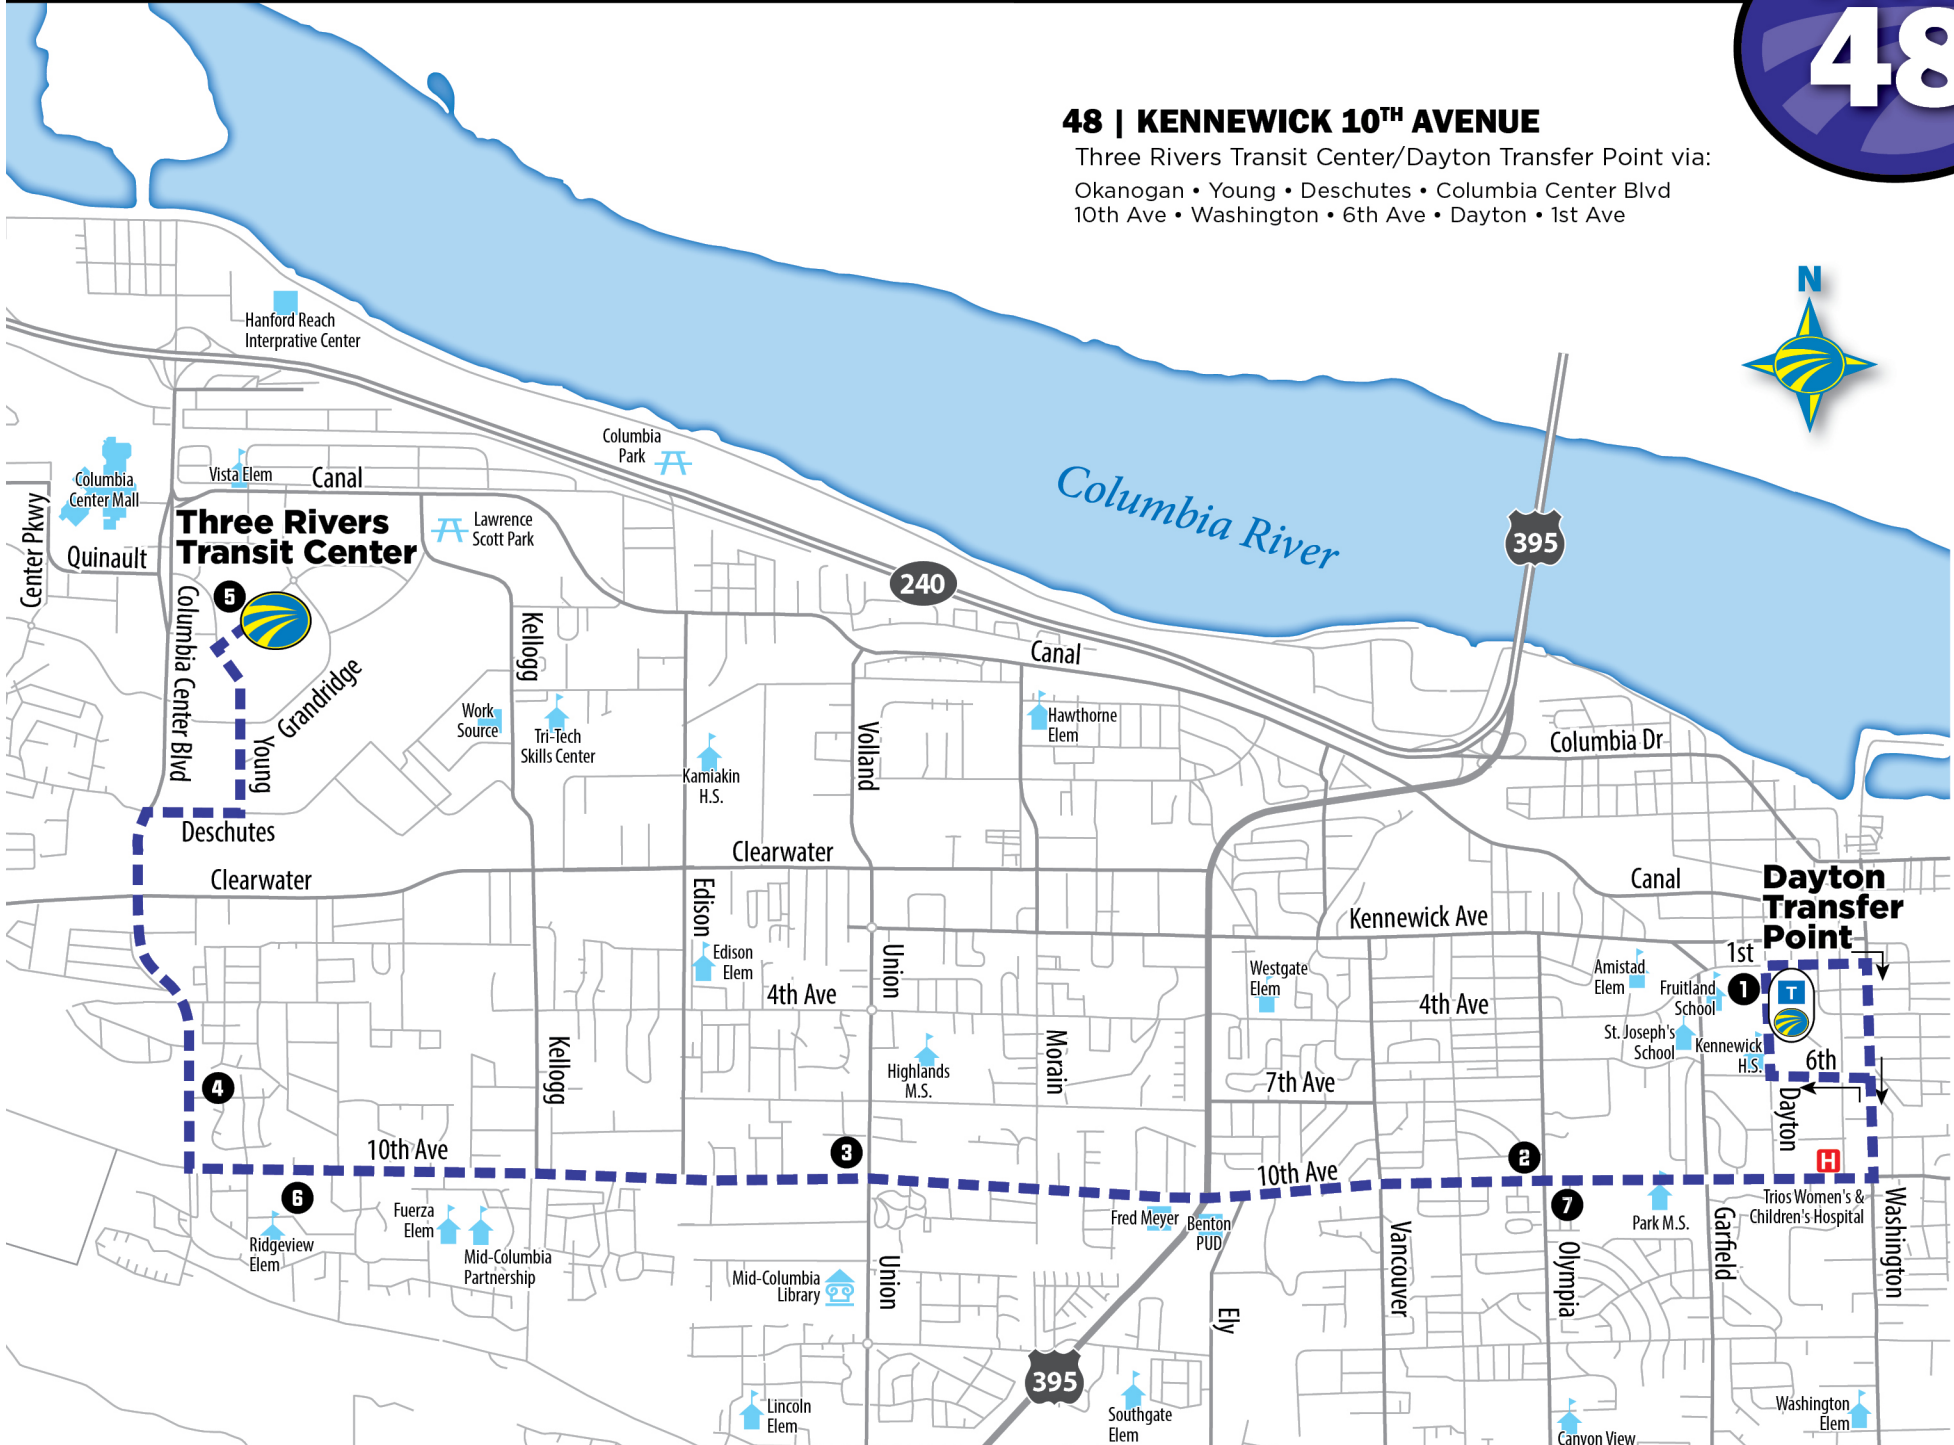 48
48 | KENNEWICK 10TH AVENUE
Three Rivers Transit Center/Dayton Transfer Point via:
Okanogan • Young • Deschutes • Columbia Center Blvd
10th Ave • Washington • 6th Ave • Dayton • 1st Ave
N
Hanford Reach
Interprative Center
Columbia
Park
Columbia
Center Mall
Vista Elem
Canal
Center Pkwy
Quinault
Three Rivers
Transit Center
Lawrence
Scott Park
Columbia River
395
240
5
Columbia Center Blvd
Kellogg
Canal
Grandridge
Young
Work
Source
Tri-Tech
Skills Center
Kamiakin
H.S.
Volland
Hawthorne
Elem
Columbia Dr
Deschutes
Clearwater
Clearwater
Canal
Dayton
Transfer
Point
Edison
Kennewick Ave
1st
Edison
Elem
Union
4th Ave
Westgate
Elem
4th Ave
Amistad
Elem
Fruitland
School
1
T
St. Joseph's
School
Kennewick
H.S.
6th
Kellogg
Highlands
M.S.
Morain
7th Ave
4
Dayton
10th Ave
3
10th Ave
2
H
6
Ridgeview
Elem
Fuerza
Elem
Mid-Columbia
Partnership
Fred Meyer
Benton
PUD
7
Park M.S.
Trios Women's &
Children's Hospital
Mid-Columbia
Library
Union
Ely
Vancouver
Olympia
Garfield
Washington
395
Lincoln
Elem
Southgate
Elem
Canyon View
Washington
Elem